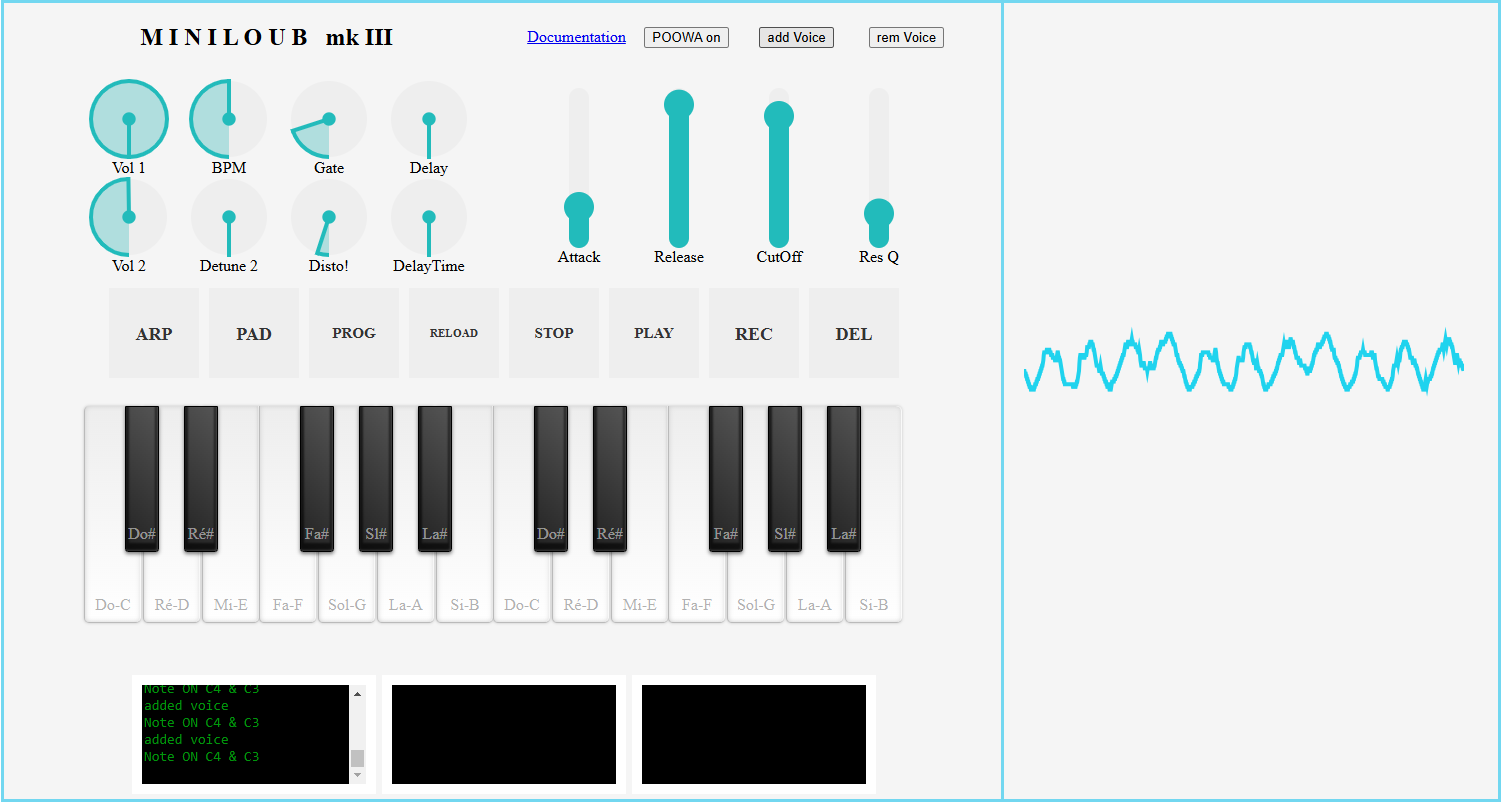 MINILOUB mk III
Documentation POOWA on add Voice rem Voice
Vol 1 BPM Gate Delay
Vol 2 Detune 2 Disto! DelayTime
Attack Release CutOff Res Q
ARP PAD PROG RELOAD STOP PLAY REC DEL
Do# Ré# Fa# Sl# La# Do# Ré# Fa# Sl# La#
Do-C Ré-D Mi-E Fa-F Sol-G La-A Si-B Do-C Ré-D Mi-E Fa-F Sol-G La-A Si-B
Note ON C4 & C3
added voice
Note ON C4 & C3
added voice
Note ON C4 & C3